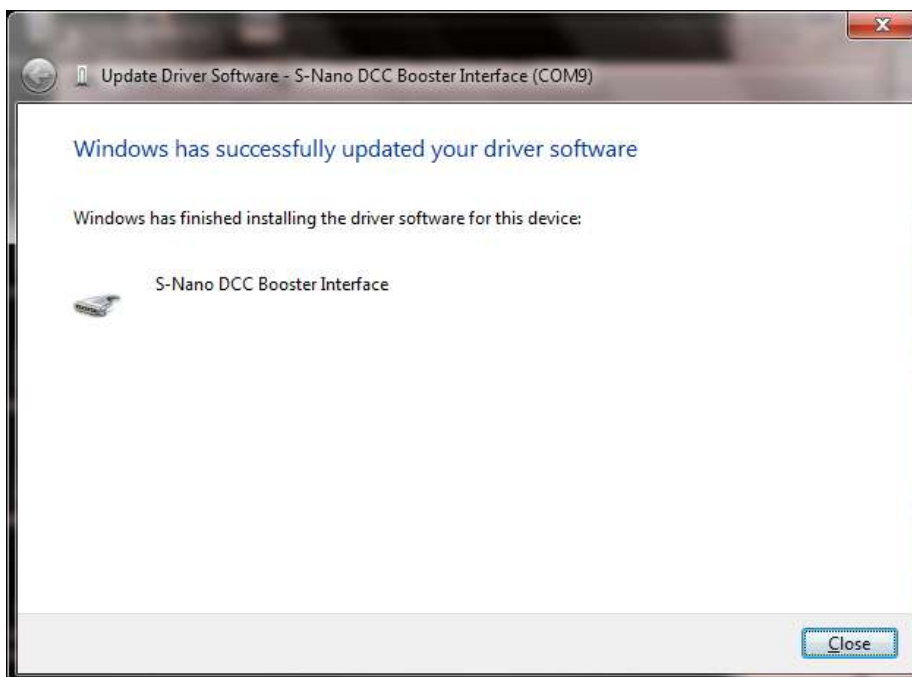 Update Driver Software - S-Nano DCC Booster Interface (COM9)
Windows has successfully updated your driver software
Windows has finished installing the driver software for this device:
S-Nano DCC Booster Interface
Close